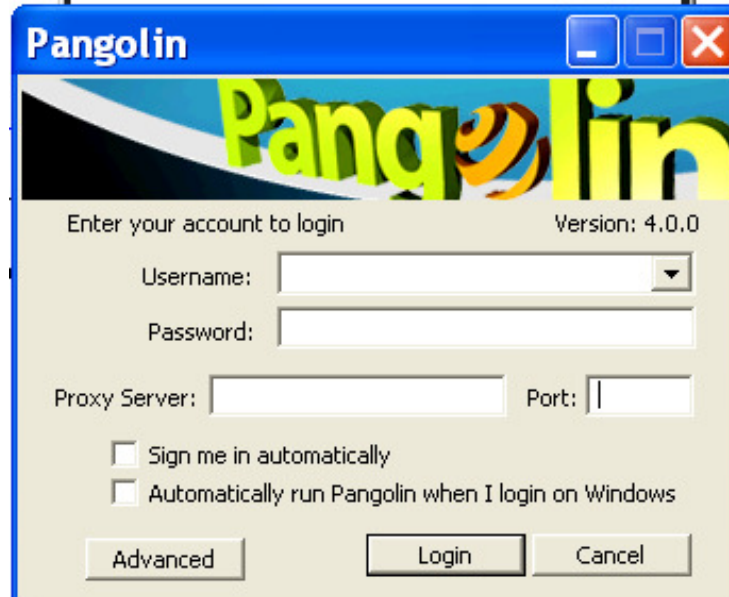 Pangolin
Pangolin
Enter your account to login Version: 4.0.0
Username:
Password:
Proxy Server: Port:
Sign me in automatically
Automatically run Pangolin when I login on Windows
Advanced Login Cancel